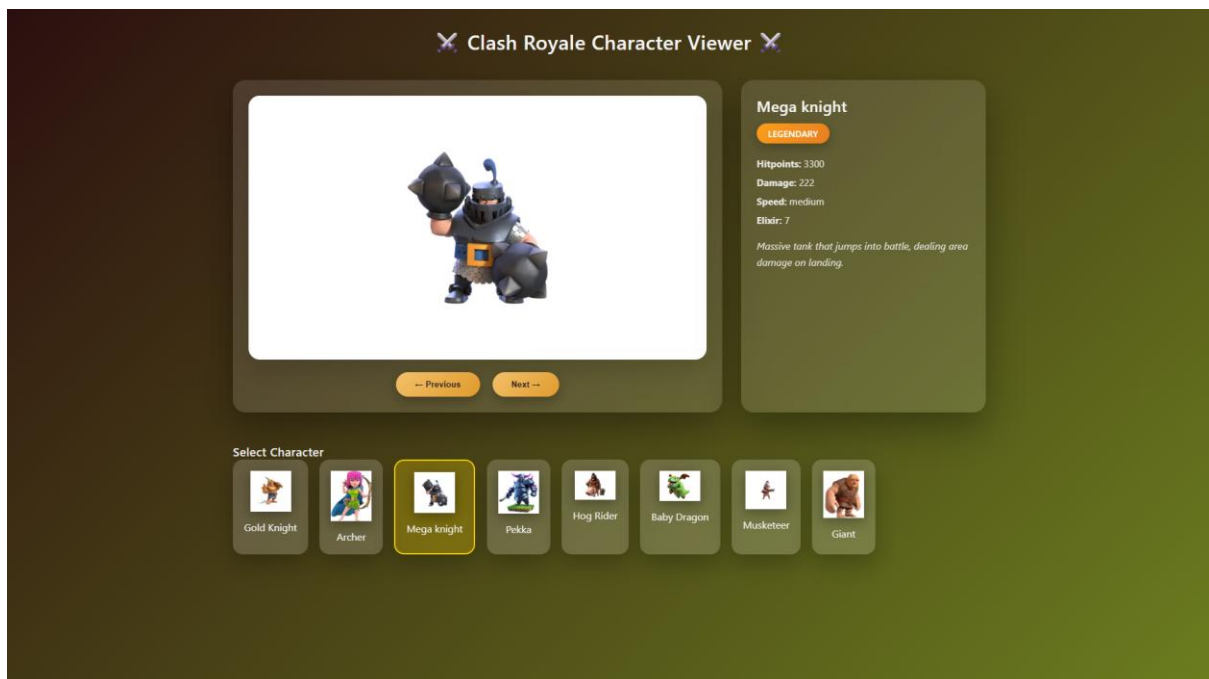 ⚔️ Clash Royale Character Viewer ⚔️
Mega knight
LEGENDARY
Hitpoints: 3300
Damage: 222
Speed: medium
Elixir: 7
Massive tank that jumps into battle, dealing area
damage on landing.
← Previous
Next →
Select Character
Gold Knight
Archer
Mega knight
Pekka
Hog Rider
Baby Dragon
Musketeer
Giant